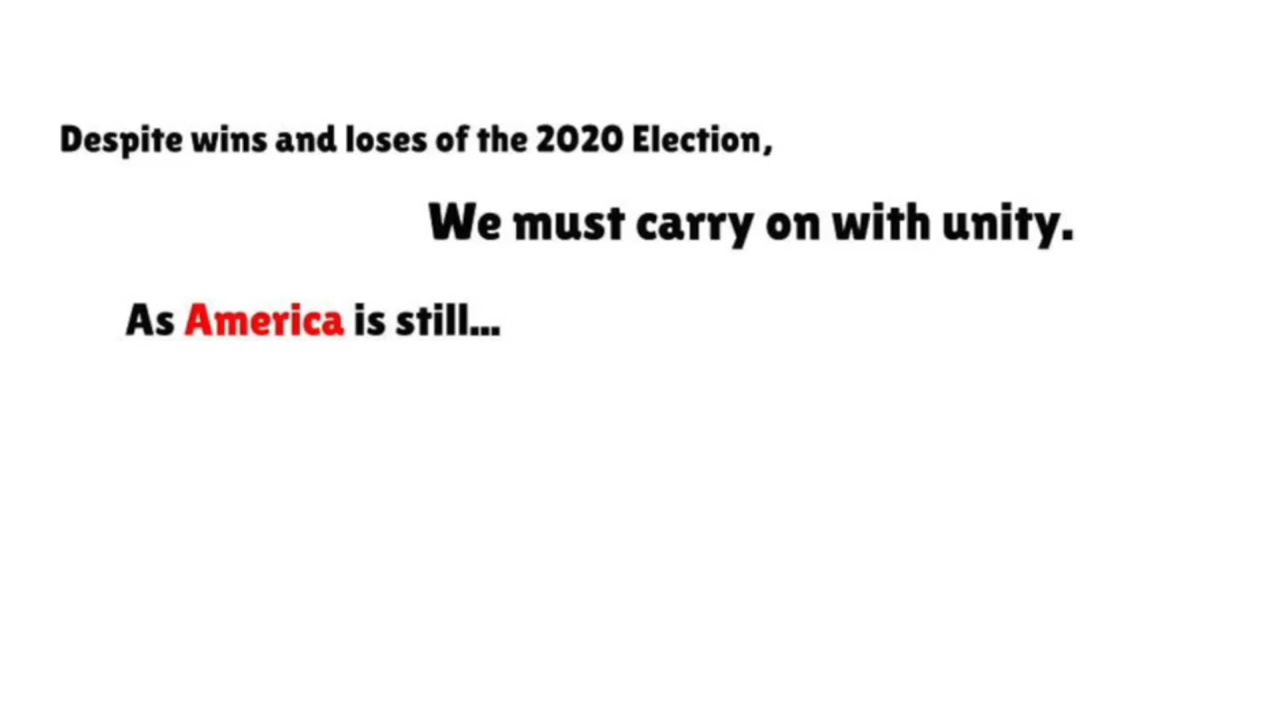 Despite wins and loses of the 2020 Election,
We must carry on with unity.
As America is still...